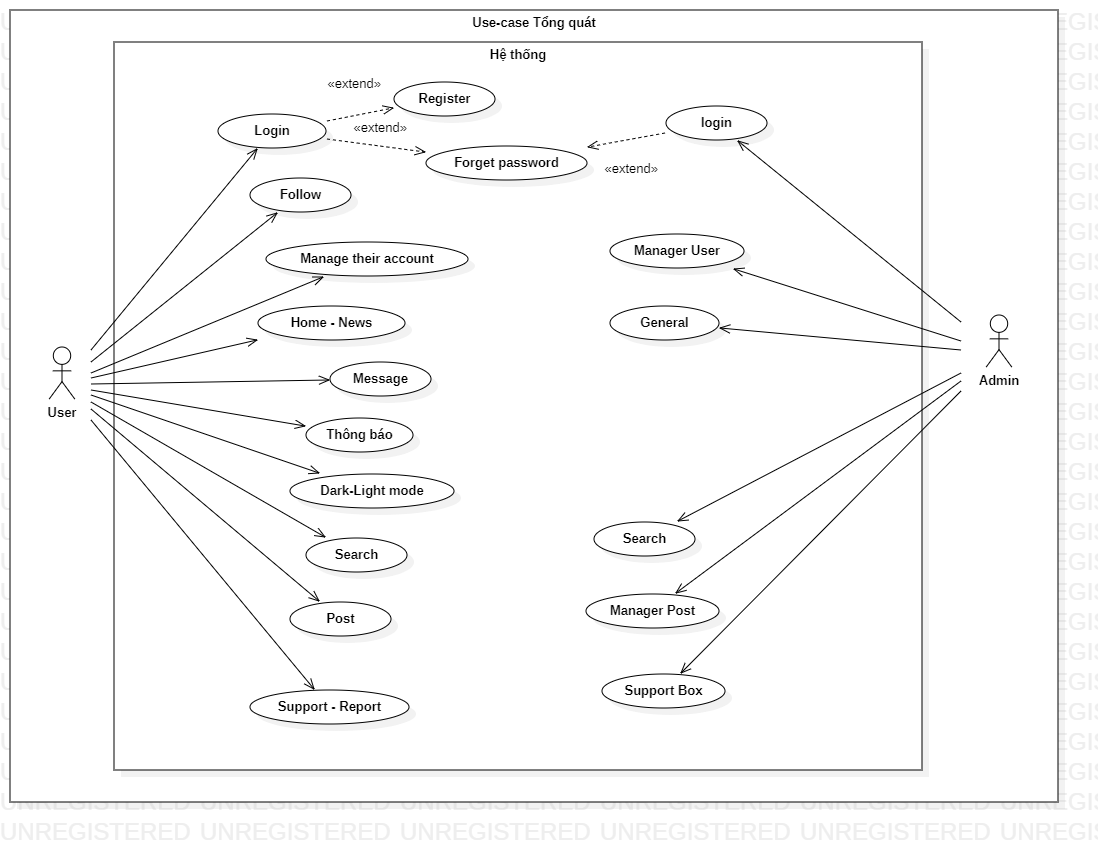 Use-case Tổng quát
Hệ thống
«extend»
Register
Login
«extend»
login
Forget password
«extend»
Follow
Manage their account
Manager User
Home - News
General
User
Admin
Message
Thông báo
Dark-Light mode
Search
Search
Post
Manager Post
Support - Report
Support Box
UNREGISTERED UNREGISTERED UNREGISTERED UNREGISTERED UNREGISTERED UNREGIS